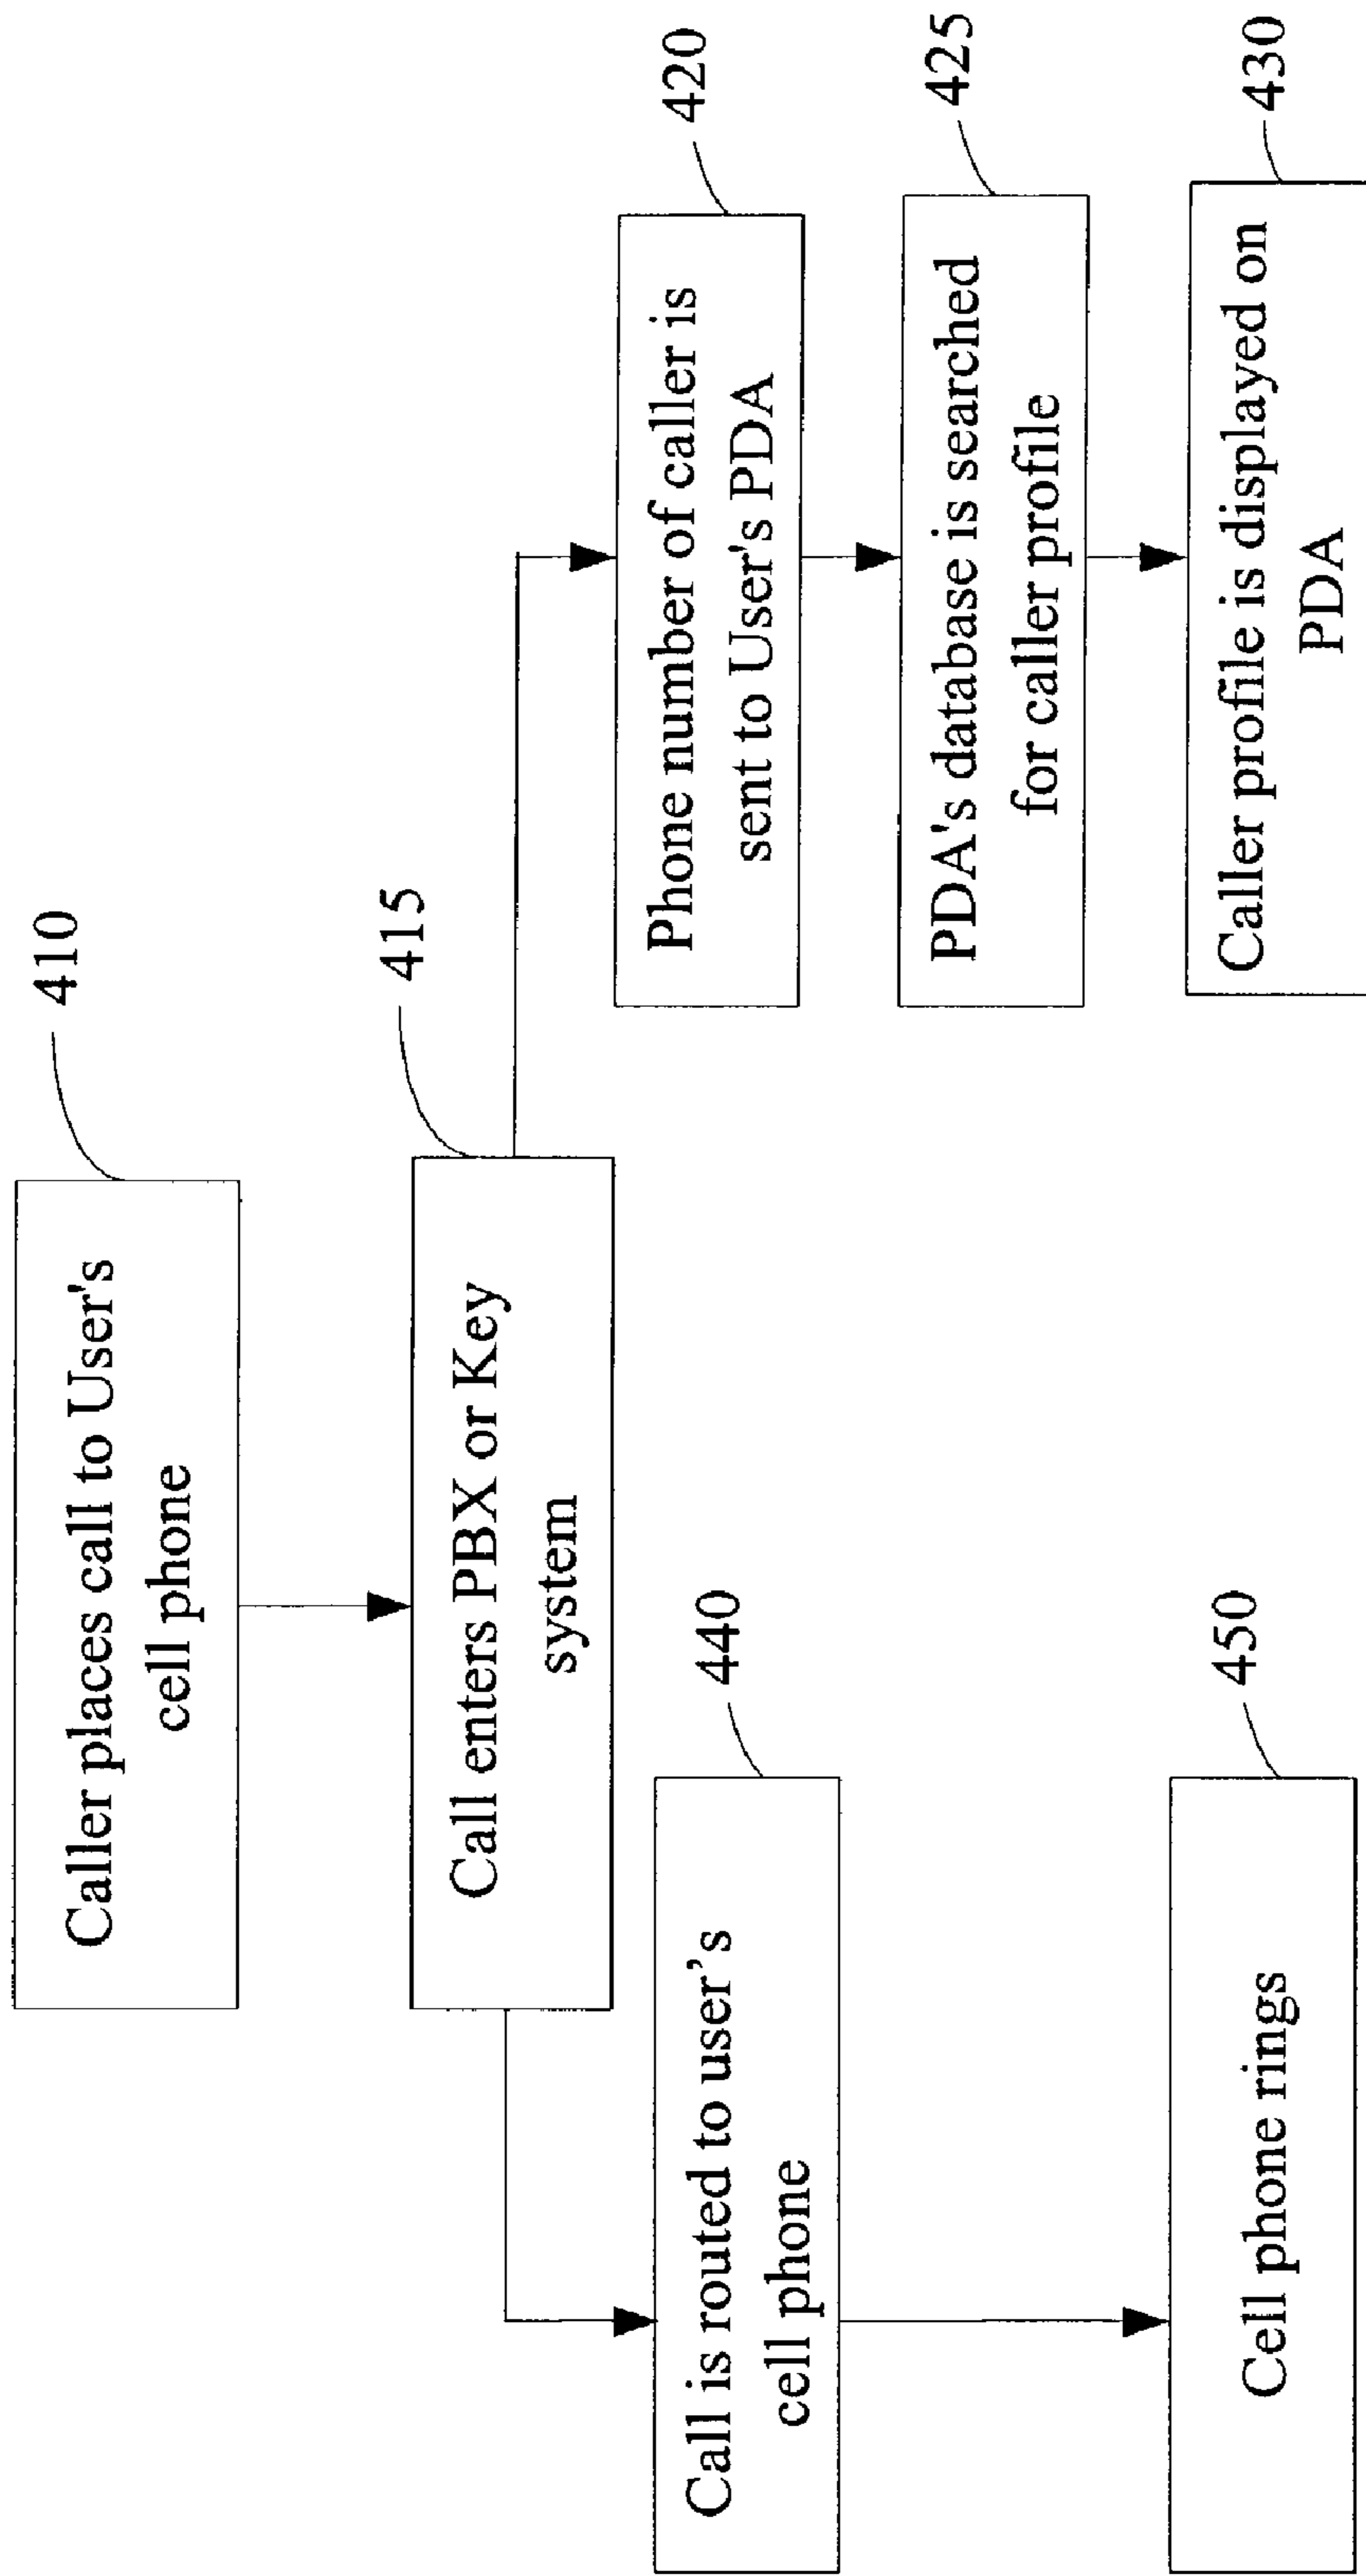 Caller places call to User's
cell phone
410
Call enters PBX or Key
system
415
Call is routed to user’s
cell phone
440
Cell phone rings
450
Phone number of caller is
sent to User's PDA
420
PDA's database is searched
for caller profile
425
Caller profile is displayed on
PDA
430